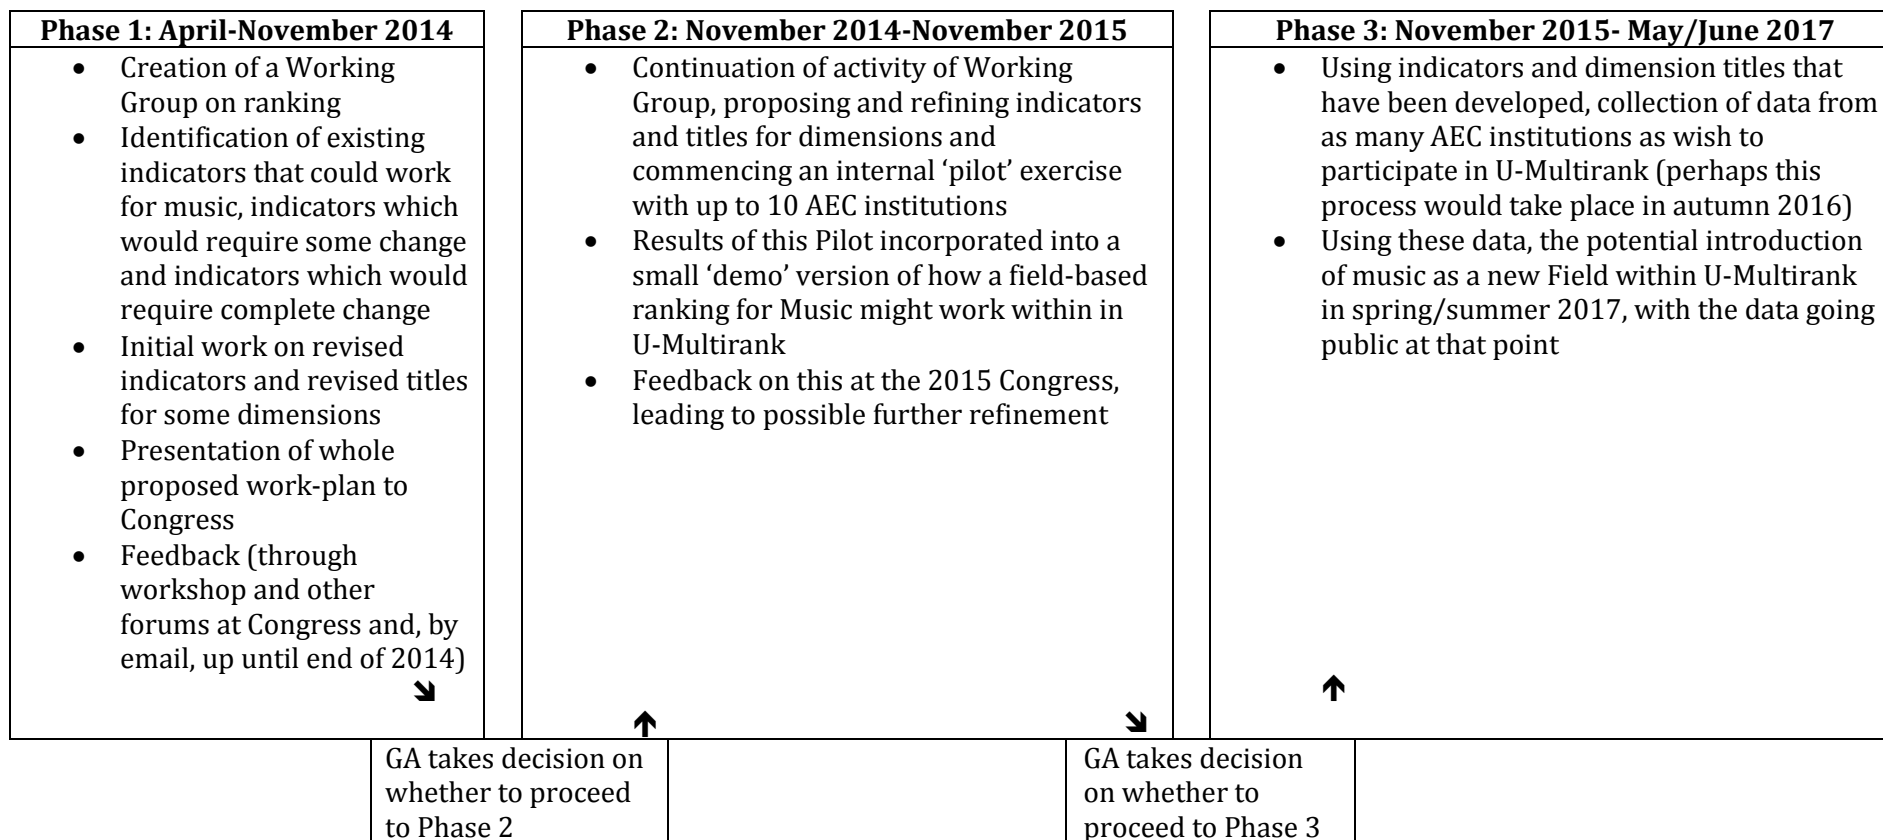 Phase 1: April-November 2014
• Creation of a Working
Group on ranking
• Identification of existing
indicators that could work
for music, indicators which
would require some change
and indicators which would
require complete change
• Initial work on revised
indicators and revised titles
for some dimensions
• Presentation of whole
proposed work-plan to
Congress
• Feedback (through
workshop and other
forums at Congress and, by
email, up until end of 2014)
Phase 2: November 2014-November 2015
• Continuation of activity of Working
Group, proposing and refining indicators
and titles for dimensions and
commencing an internal ‘pilot’ exercise
with up to 10 AEC institutions
• Results of this Pilot incorporated into a
small ‘demo’ version of how a field-based
ranking for Music might work within in
U-Multirank
• Feedback on this at the 2015 Congress,
leading to possible further refinement
Phase 3: November 2015- May/June 2017
• Using indicators and dimension titles that
have been developed, collection of data from
as many AEC institutions as wish to
participate in U-Multirank (perhaps this
process would take place in autumn 2016)
• Using these data, the potential introduction
of music as a new Field within U-Multirank
in spring/summer 2017, with the data going
public at that point
GA takes decision on
whether to proceed
to Phase 2
GA takes decision
on whether to
proceed to Phase 3